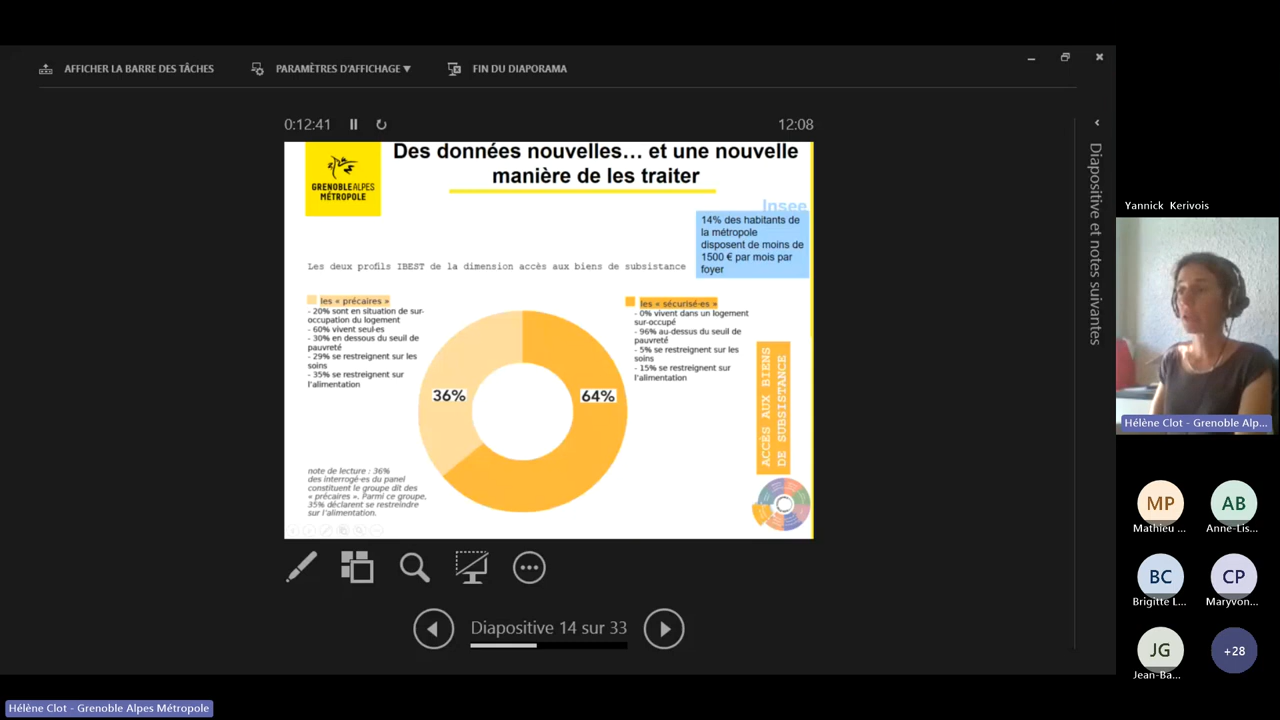 AFFICHER LA BARRE DES TÂCHES
PARAMÈTRES D'AFFICHAGE ▼
FIN DU DIAPORAMA
0:12:41
12:08
GRENOBLEALPES
MÉTROPOLE
Des données nouvelles… et une nouvelle
manière de les traiter
Insee
14% des habitants de
la métropole
disposent de moins de
1500 € par mois par
foyer
Les deux profils IBEST de la dimension accès aux biens de subsistance
les « précaires »
- 20% sont en situation de sur-
occupation du logement
- 60% vivent seul·es
- 30% en dessous du seuil de
pauvreté
- 29% se restreignent sur les
soins
- 35% se restreignent sur
l'alimentation
36%
64%
les « sécurisé·es »
- 0% vivent dans un logement
sur-occupé
- 96% au-dessus du seuil de
pauvreté
- 5% se restreignent sur les
soins
- 15% se restreignent sur
l'alimentation
ACCÈS AUX BIENS
DE SUBSISTANCE
note de lecture : 36%
des interrogé·es du panel
constituent le groupe dit des
« précaires ». Parmi ce groupe,
35% déclarent se restreindre
sur l'alimentation.
Diapositive 14 sur 33
Diapositive et notes suivantes
Yannick Kerivois
Hélène Clot - Grenoble Alp...
MP
Mathieu ...
AB
Anne-Lis...
BC
Brigitte L...
CP
Maryvon...
JG
Jean-Ba...
+28
Hélène Clot - Grenoble Alpes Métropole